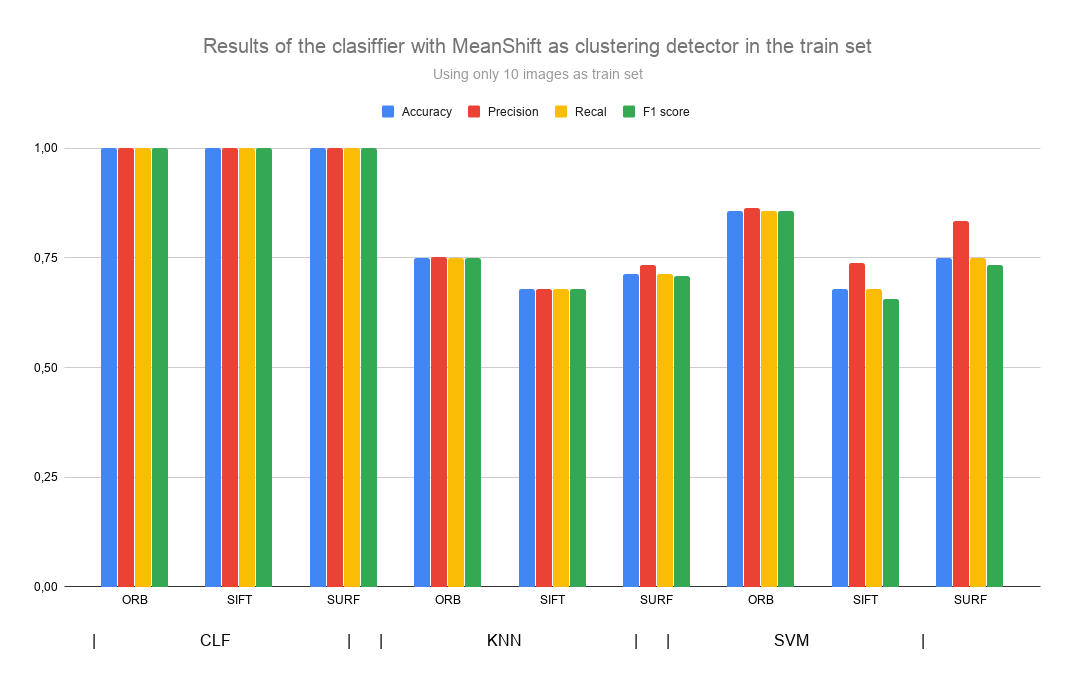 Results of the clasiffier with MeanShift as clustering detector in the train set
Using only 10 images as train set
Accuracy Precision Recal F1 score
1,00
0,75
0,50
0,25
0,00
ORB SIFT SURF ORB SIFT SURF ORB SIFT SURF
| CLF | | KNN | | SVM |